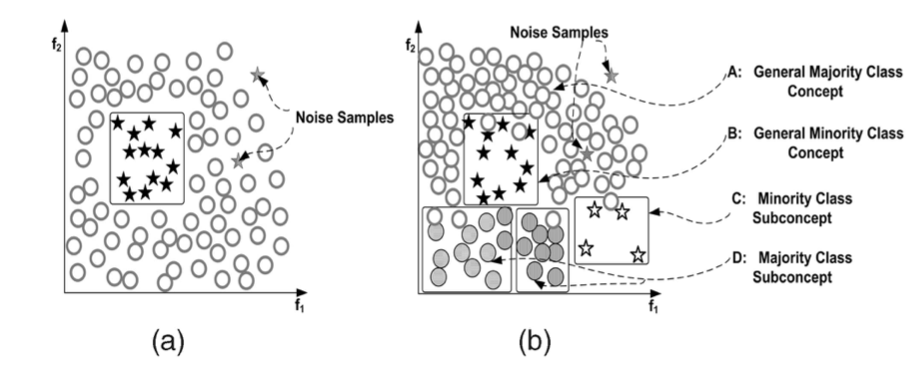 f2
Noise Samples
f1
(a)
f2
Noise Samples
A: General Majority Class
Concept
B: General Minority Class
Concept
C: Minority Class
Subconcept
D: Majority Class
Subconcept
f1
(b)